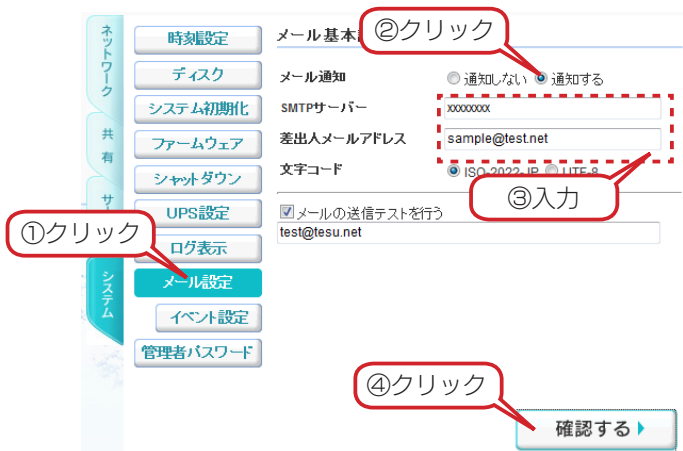 ネットワーク
共有
サー
システム
時刻設定
ディスク
システム初期化
ファームウェア
シャットダウン
UPS設定
ログ表示
メール設定
イベント設定
管理者パスワード
①クリック
メール基本
②クリック
メール通知 通知しない 通知する
SMTPサーバー xxxxxxxx
差出人メールアドレス sample@test.net
文字コード ISO-2022-JP UTF-8
③入力
メールの送信テストを行う
test@tesu.net
④クリック
確認する